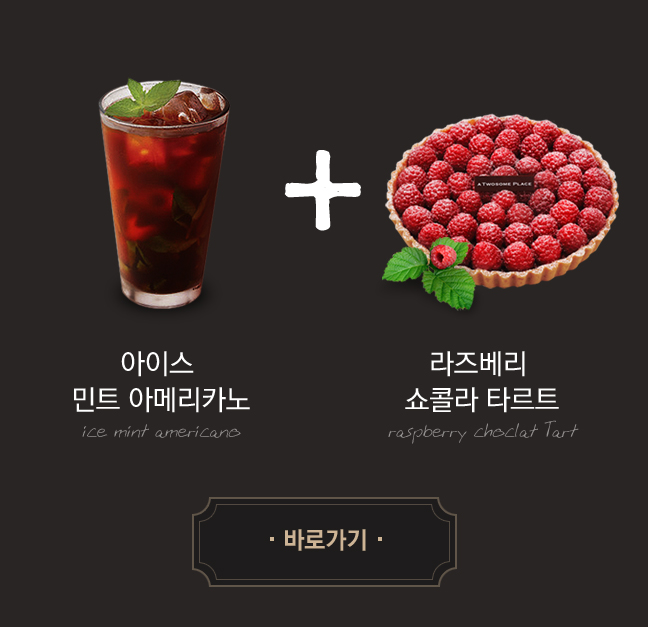 A TWOSOME PLACE
아이스
민트 아메리카노
ice mint americano
라즈베리
쇼콜라 타르트
raspberry choclat Tart
· 바로가기 ·